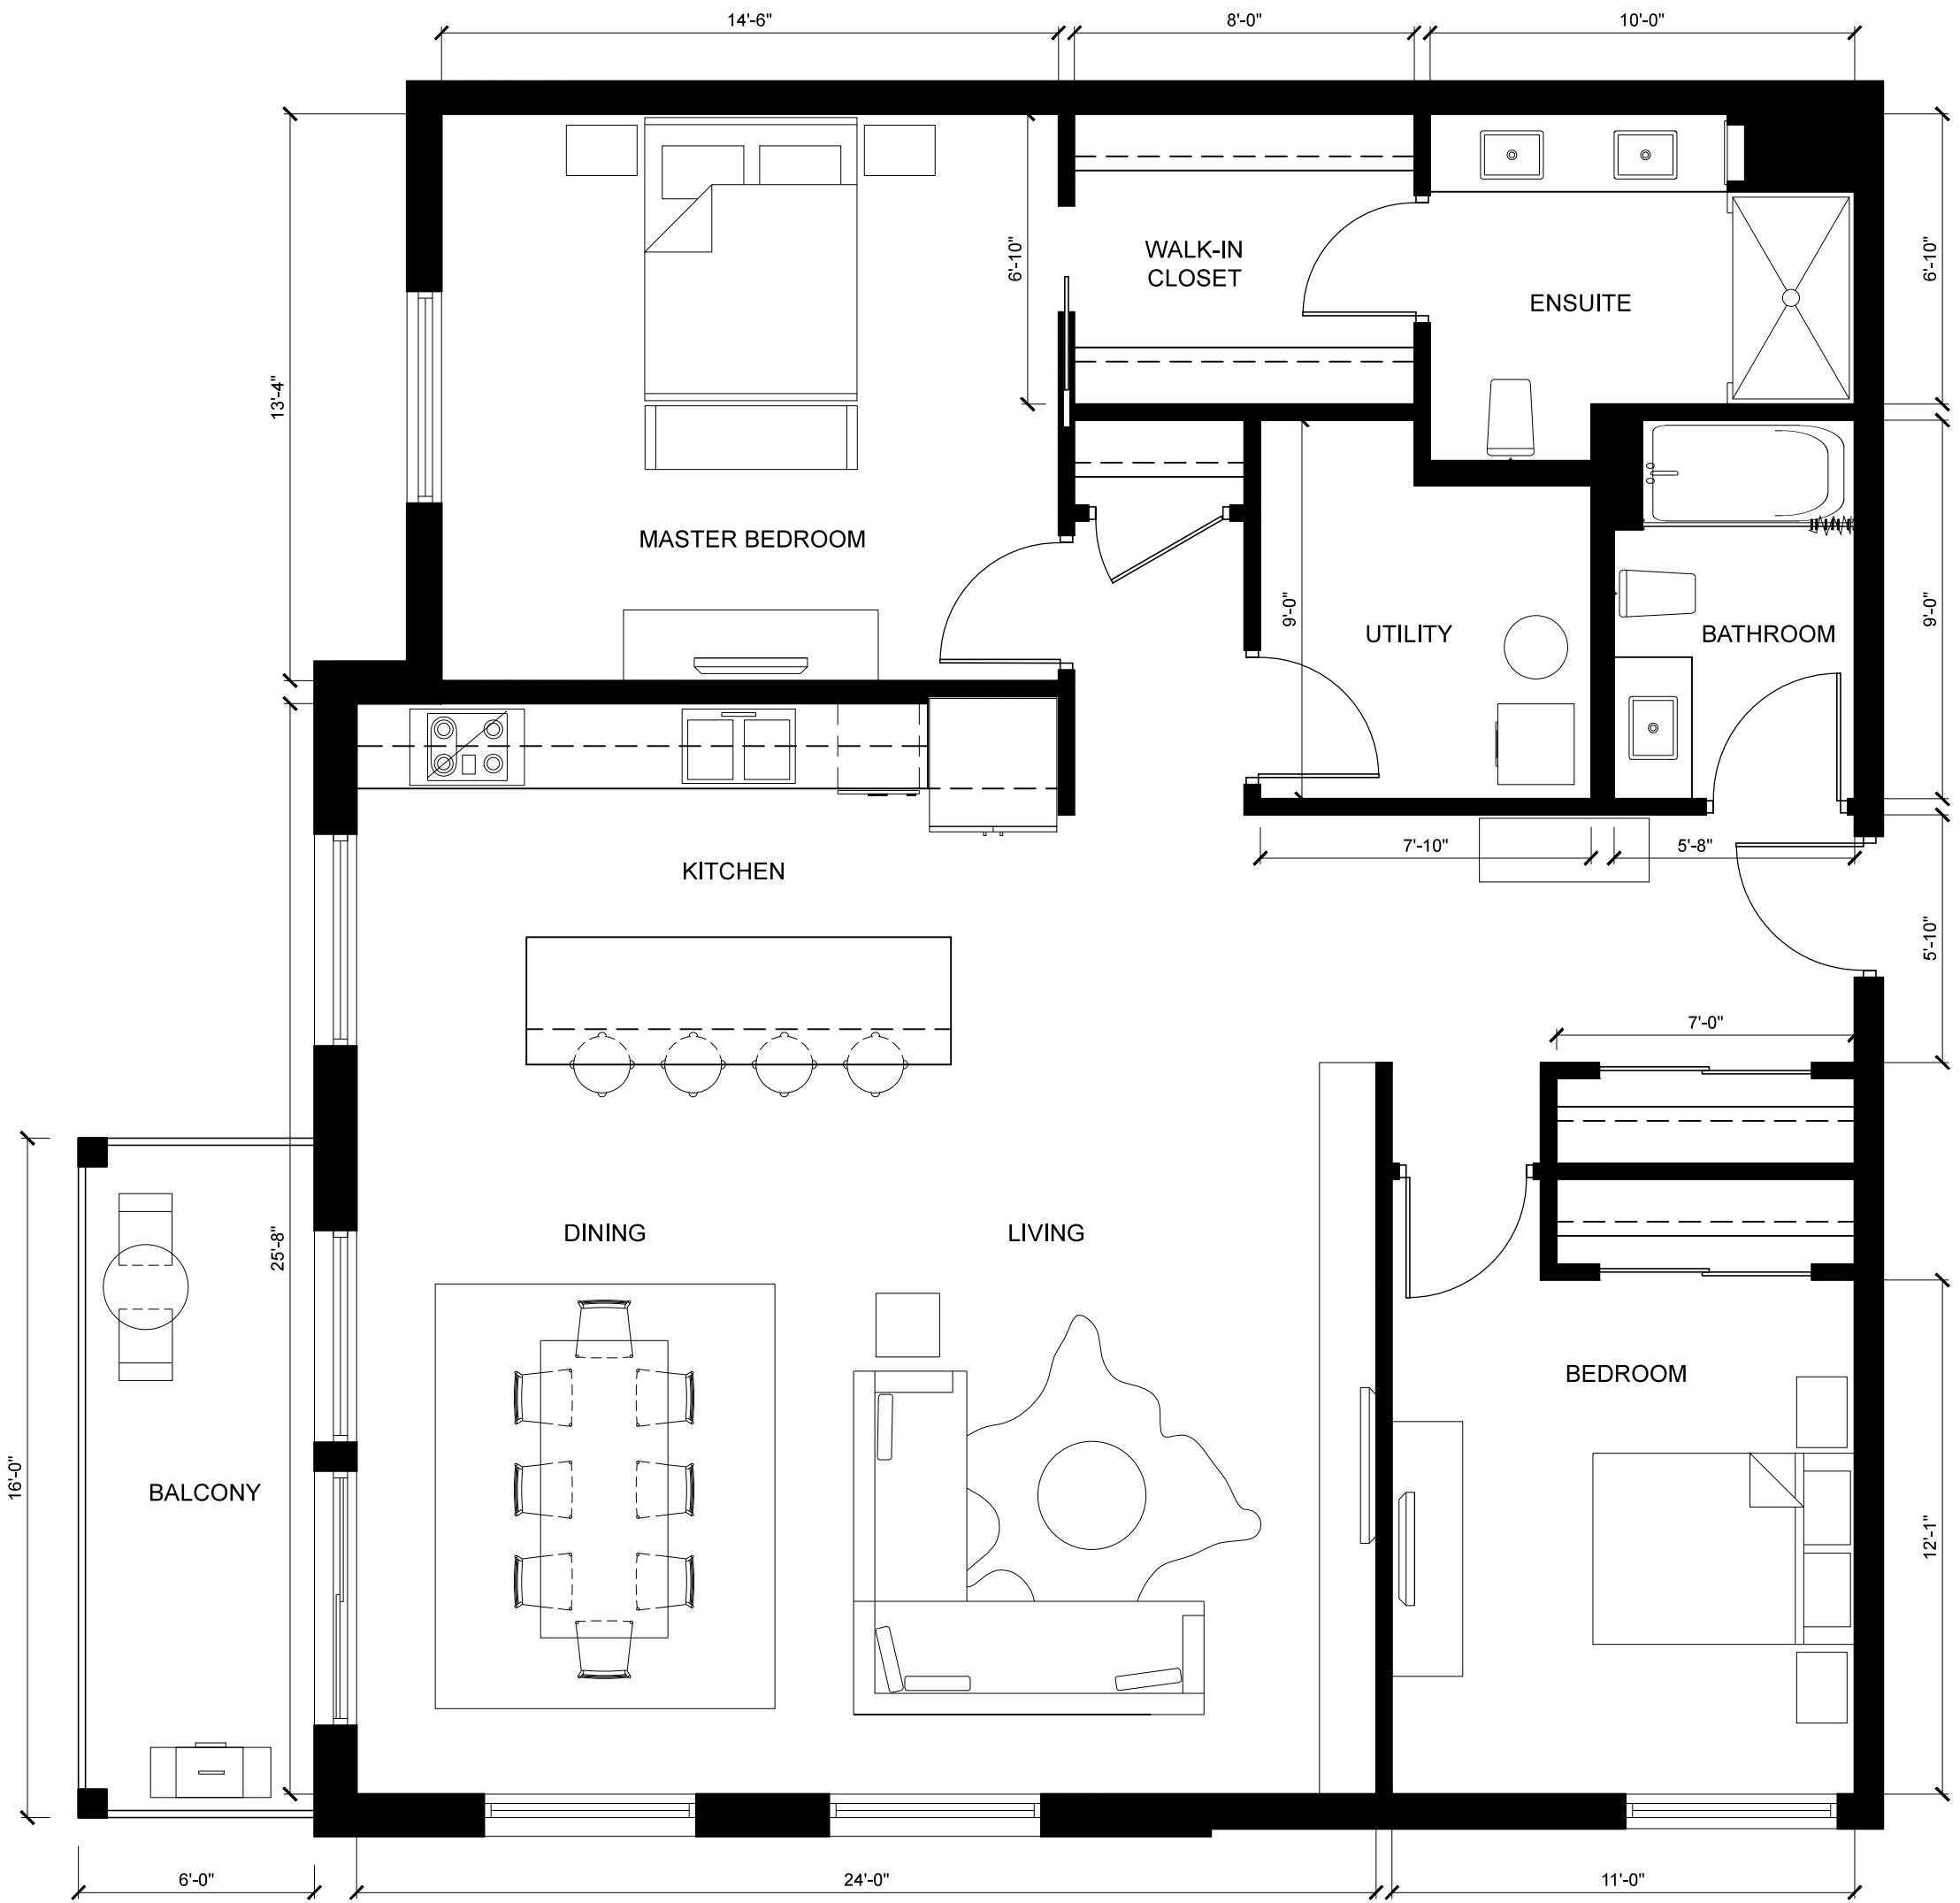 14'-6"
8'-0"
10'-0"
13'-4"
6'-10"
WALK-IN
CLOSET
6'-10"
ENSUITE
MASTER BEDROOM
9'-0"
UTILITY
BATHROOM
9'-0"
KITCHEN
7'-10"
5'-8"
5'-10"
7'-0"
25'-8"
DINING
LIVING
BEDROOM
16'-0"
BALCONY
12'-1"
6'-0"
24'-0"
11'-0"